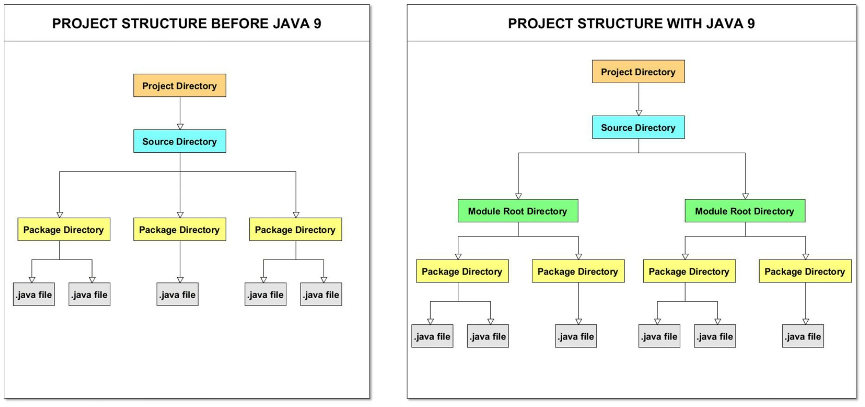 PROJECT STRUCTURE BEFORE JAVA 9
Project Directory
Source Directory
Package Directory
Package Directory
Package Directory
.java file
.java file
.java file
.java file
.java file
PROJECT STRUCTURE WITH JAVA 9
Project Directory
Source Directory
Module Root Directory
Module Root Directory
Package Directory
Package Directory
Package Directory
Package Directory
.java file
.java file
.java file
.java file
.java file
.java file